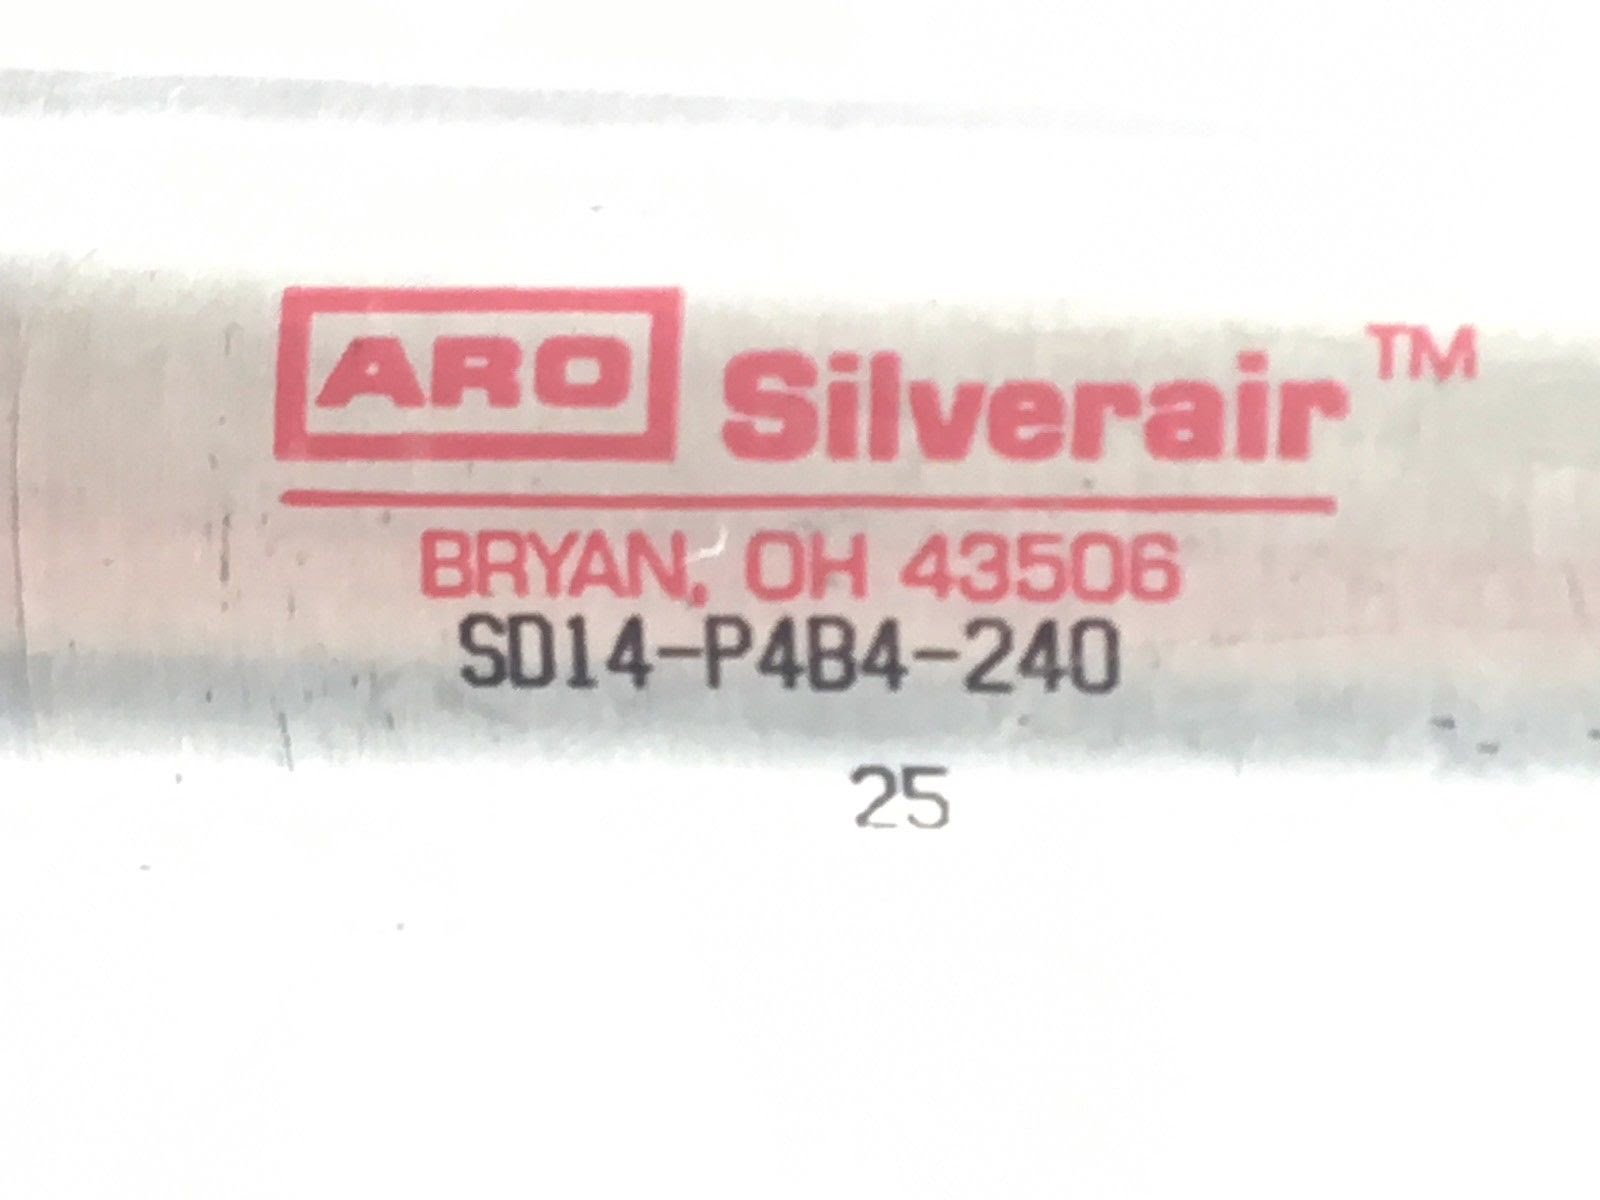 ARO Silverair™
BRYAN, OH 43506
SD14-P4B4-240
25